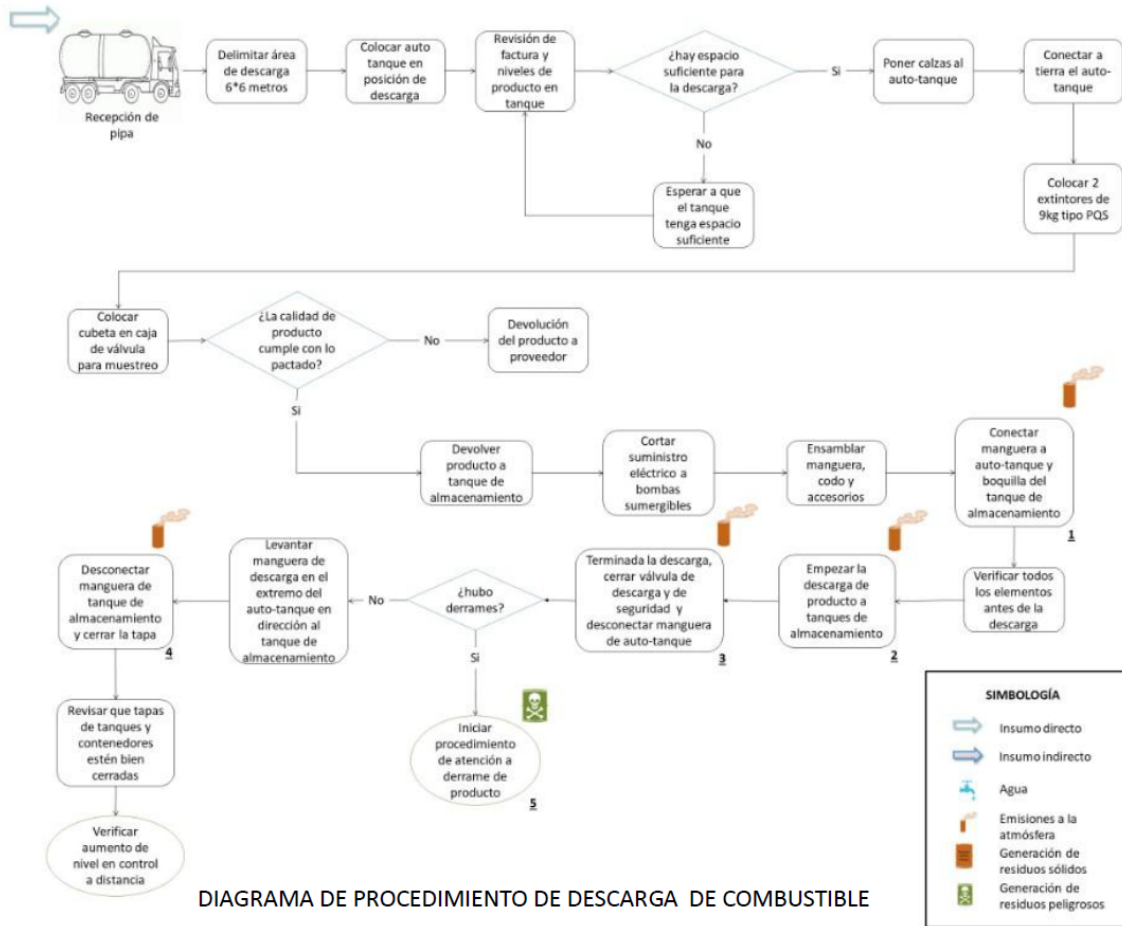 Recepción de
pipa
Delimitar área
de descarga
6*6 metros
Colocar auto
tanque en
posición de
descarga
Revisión de
factura y
niveles de
producto en
tanque
¿hay espacio
suficiente para
la descarga?
Si
Poner calzas al
auto-tanque
Conectar a
tierra el auto-
tanque
No
Esperar a que
el tanque
tenga espacio
suficiente
Colocar 2
extintores de
9kg tipo PQS
Colocar
cubeta en caja
de válvula
para muestreo
¿La calidad de
producto
cumple con lo
pactado?
No
Devolución
del producto a
proveedor
Si
Devolver
producto a
tanque de
almacenamiento
Cortar
suministro
eléctrico a
bombas
sumergibles
Ensamblar
manguera,
codo y
accesorios
Conectar
manguera a
auto-tanque y
boquilla del
tanque de
almacenamiento
1
Verificar todos
los elementos
antes de la
descarga
Empezar la
descarga de
producto a
tanques de
almacenamiento
2
Terminada la descarga,
cerrar válvula de
descarga y de
seguridad y
desconectar manguera
de auto-tanque
3
¿hubo
derrames?
No
Levantar
manguera de
descarga en el
extremo del
auto-tanque en
dirección al
tanque de
almacenamiento
Desconectar
manguera de
tanque de
almacenamiento
y cerrar la tapa
4
Si
Iniciar
procedimiento
de atención a
derrame de
producto
5
Revisar que tapas
de tanques y
contenedores
estén bien
cerradas
Verificar
aumento de
nivel en control
a distancia
SIMBOLOGÍA
Insumo directo
Insumo indirecto
Agua
Emisiones a la
atmósfera
Generación de
residuos sólidos
Generación de
residuos peligrosos
DIAGRAMA DE PROCEDIMIENTO DE DESCARGA DE COMBUSTIBLE